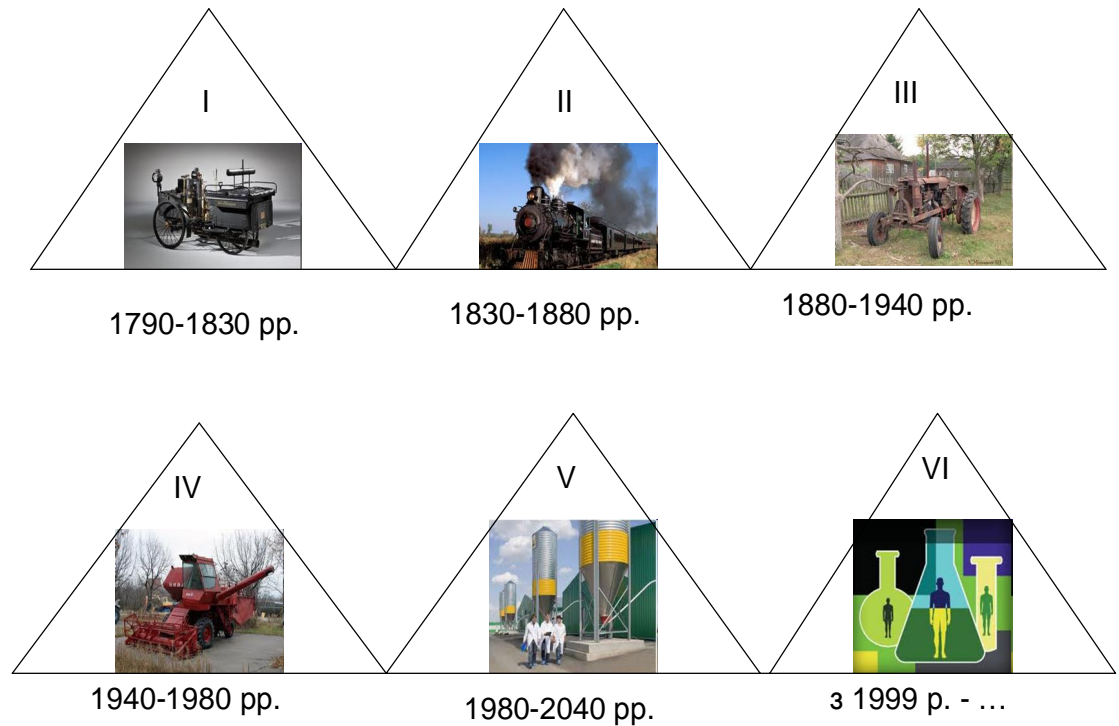 I
II
III
1790-1830 рр.
1830-1880 рр.
1880-1940 рр.
IV
V
VI
1940-1980 рр.
1980-2040 рр.
з 1999 р. - ...